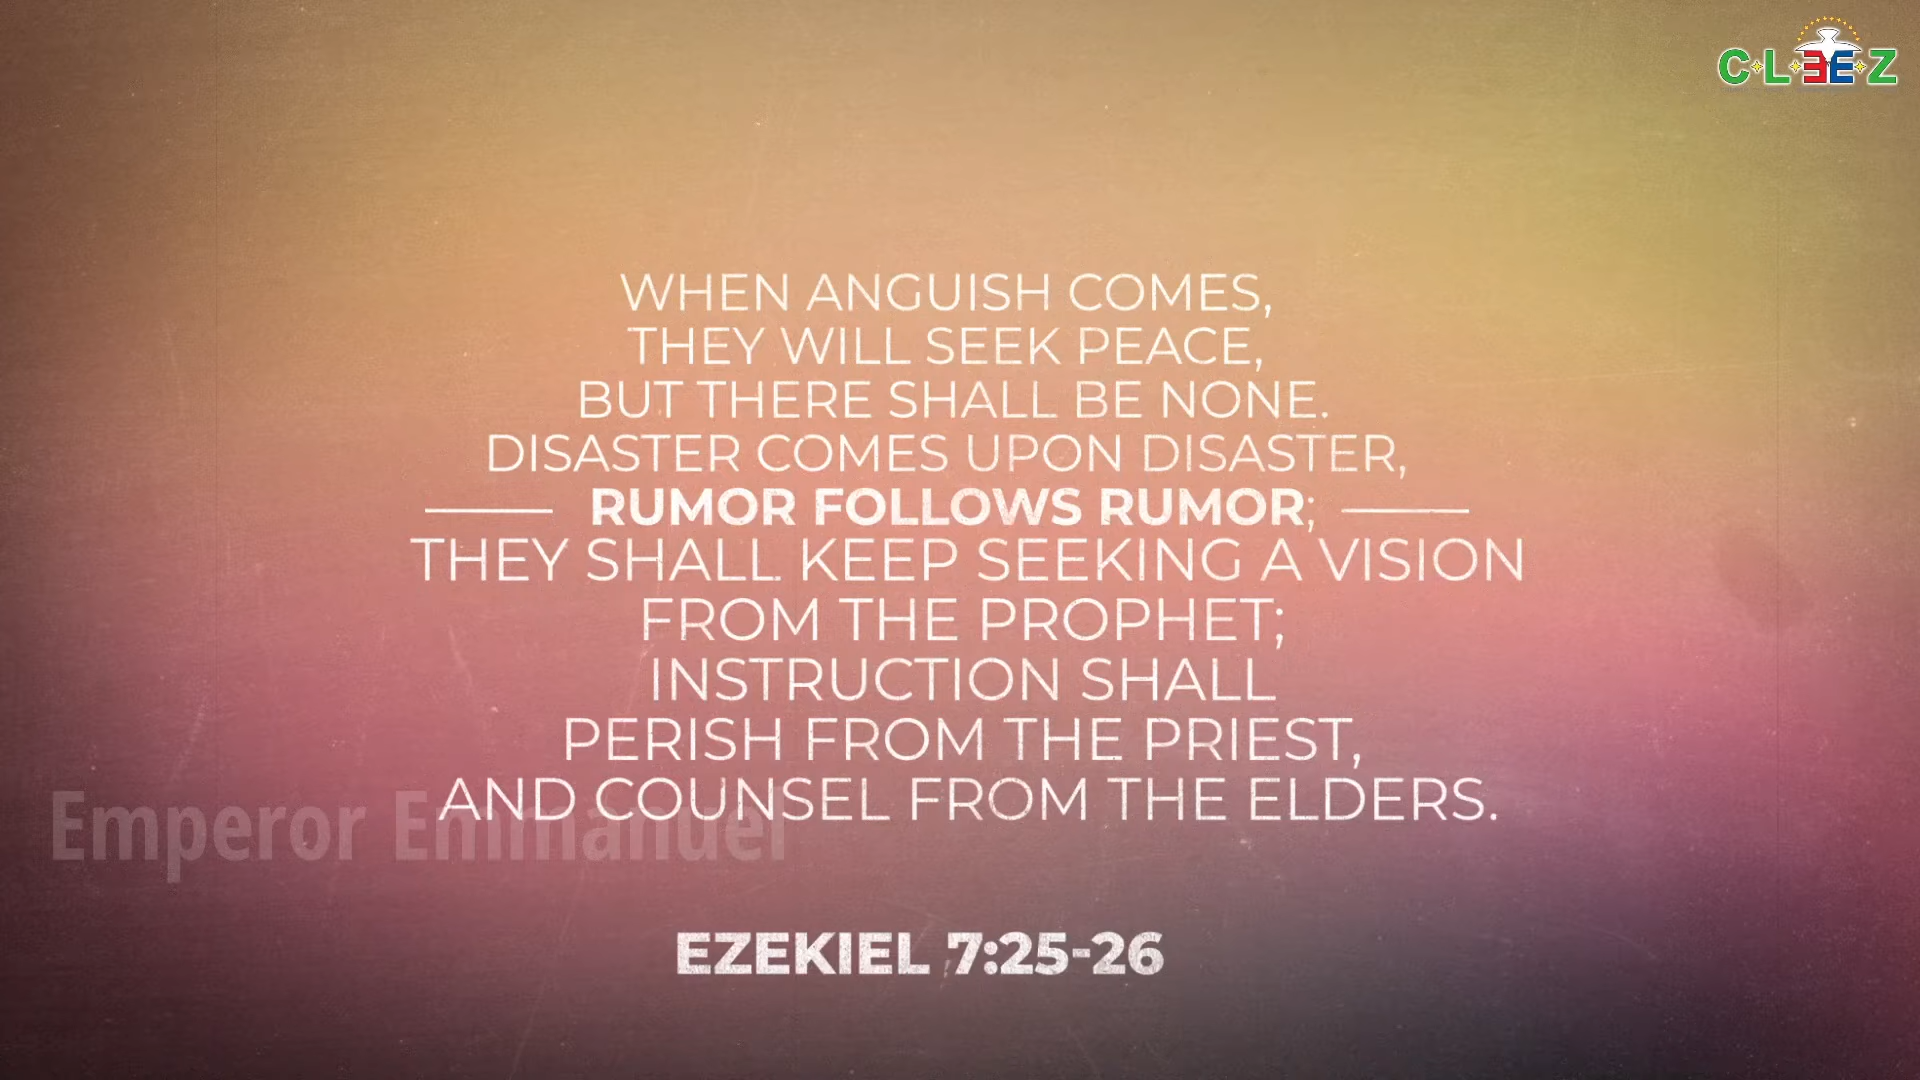 C L E E Z
WHEN ANGUISH COMES,
THEY WILL SEEK PEACE,
BUT THERE SHALL BE NONE.
DISASTER COMES UPON DISASTER,
RUMOR FOLLOWS RUMOR;
THEY SHALL KEEP SEEKING A VISION
FROM THE PROPHET;
INSTRUCTION SHALL
PERISH FROM THE PRIEST,
AND COUNSEL FROM THE ELDERS.
Emperor Emmanuel
EZEKIEL 7:25-26